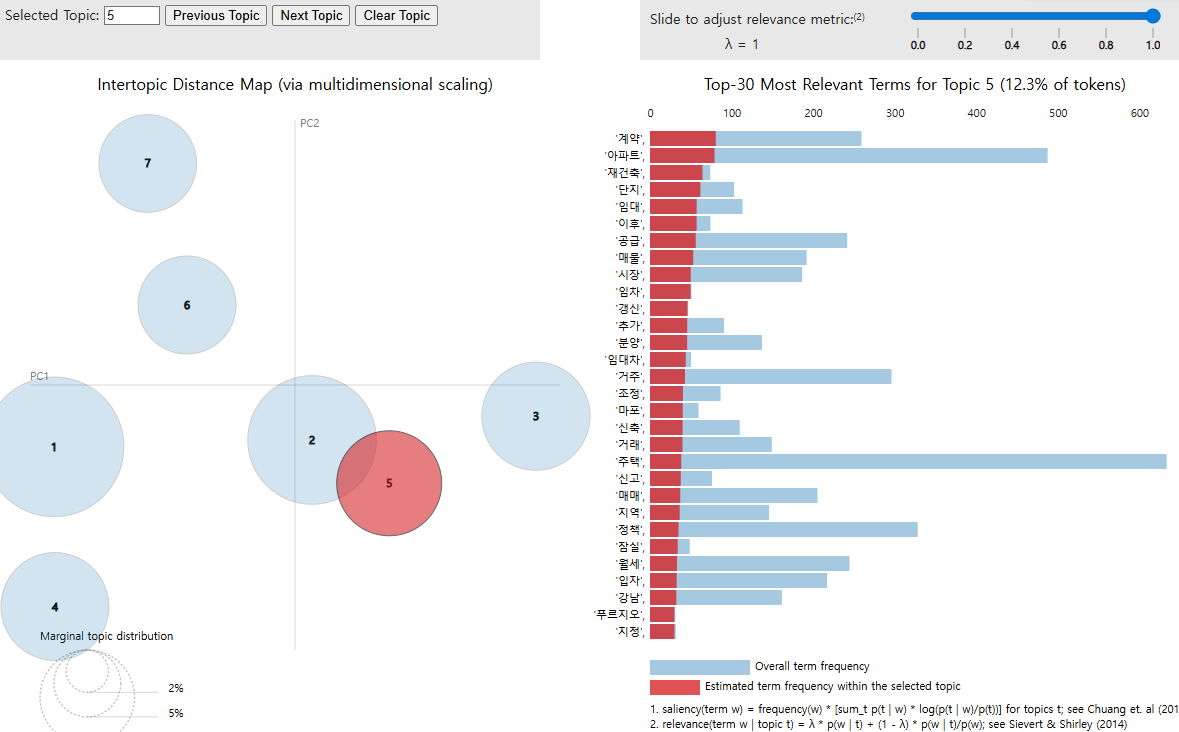 Selected Topic: 5 Previous Topic Next Topic Clear Topic
Slide to adjust relevance metric:(2)
λ = 1
0.0 0.2 0.4 0.6 0.8 1.0
Intertopic Distance Map (via multidimensional scaling)
PC2
PC1
7
6
1
2
3
5
4
Marginal topic distribution
2%
5%
Top-30 Most Relevant Terms for Topic 5 (12.3% of tokens)
0 100 200 300 400 500 600
'계약',
'아파트',
'재건축',
'단지',
'임대',
'이후',
'공급',
'매물',
'시장',
'임차',
'갱신',
'추가',
'분양',
'임대차',
'거주',
'조정',
'마포',
'신축',
'거래',
'주택',
'신고',
'매매',
'지역',
'정책',
'잠실',
'월세',
'입자',
'강남',
'푸르지오',
'지정',
Overall term frequency
Estimated term frequency within the selected topic
1. saliency(term w) = frequency(w) * [sum_t p(t | w) * log(p(t | w)/p(t))] for topics t; see Chuang et. al (201
2. relevance(term w | topic t) = λ * p(w | t) + (1 - λ) * p(w | t)/p(w); see Sievert & Shirley (2014)